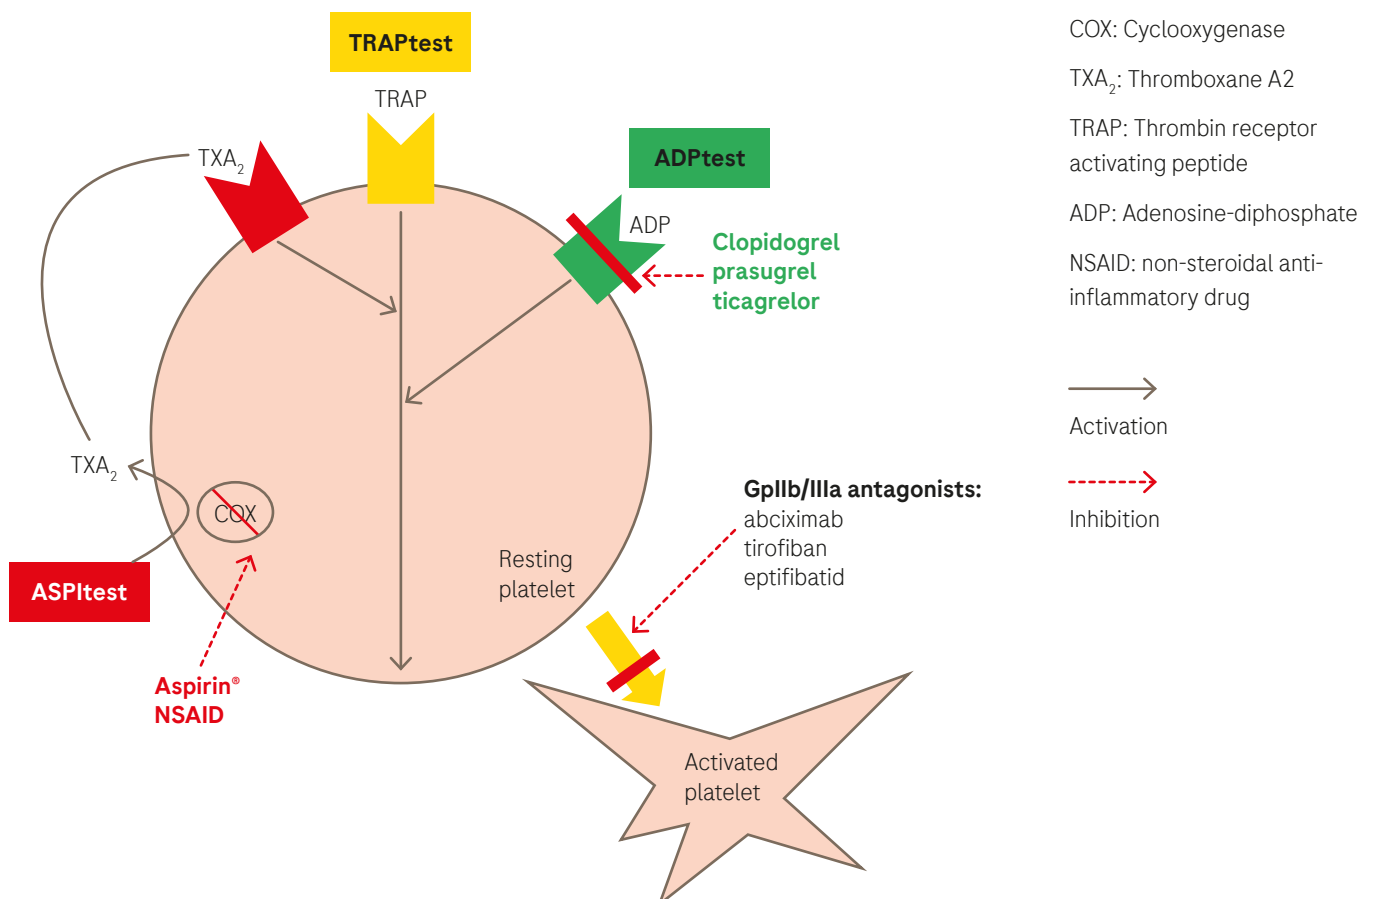 TRAPtest
TRAP
TXA₂
ADPtest
ADP
Clopidogrel
prasugrel
ticagrelor
TXA₂
COX
ASPItest
Aspirin®
NSAID
Resting
platelet
GpIIb/IIIa antagonists:
abciximab
tirofiban
eptifibatid
Activated
platelet
COX: Cyclooxygenase
TXA₂: Thromboxane A2
TRAP: Thrombin receptor
activating peptide
ADP: Adenosine-diphosphate
NSAID: non-steroidal anti-
inflammatory drug
Activation
Inhibition